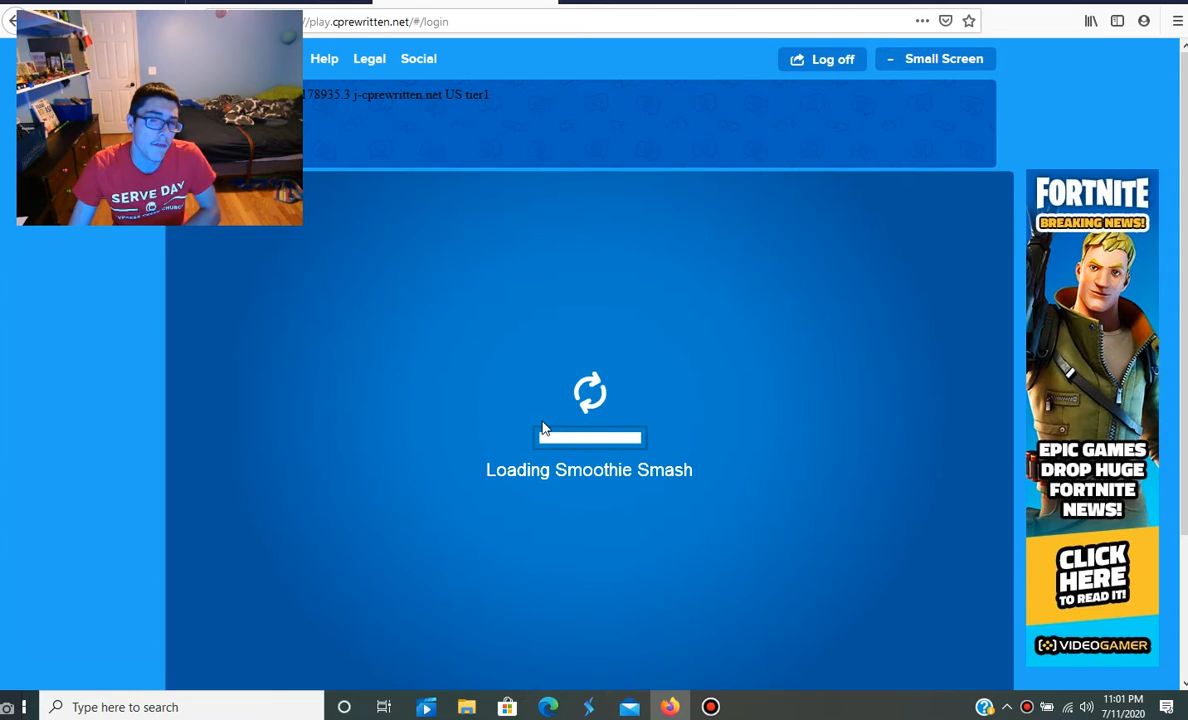 //play.cprewritten.net/#/login
Help Legal Social Log off - Small Screen
178935.3 j-cprewritten.net US tier1
SERVE DAY
FORTNITE
BREAKING NEWS!
Loading Smoothie Smash
EPIC GAMES
DROP HUGE
FORTNITE
NEWS!
CLICK
HERE
TO READ IT!
VIDEOGAMER
Type here to search
11:01 PM
7/11/2020